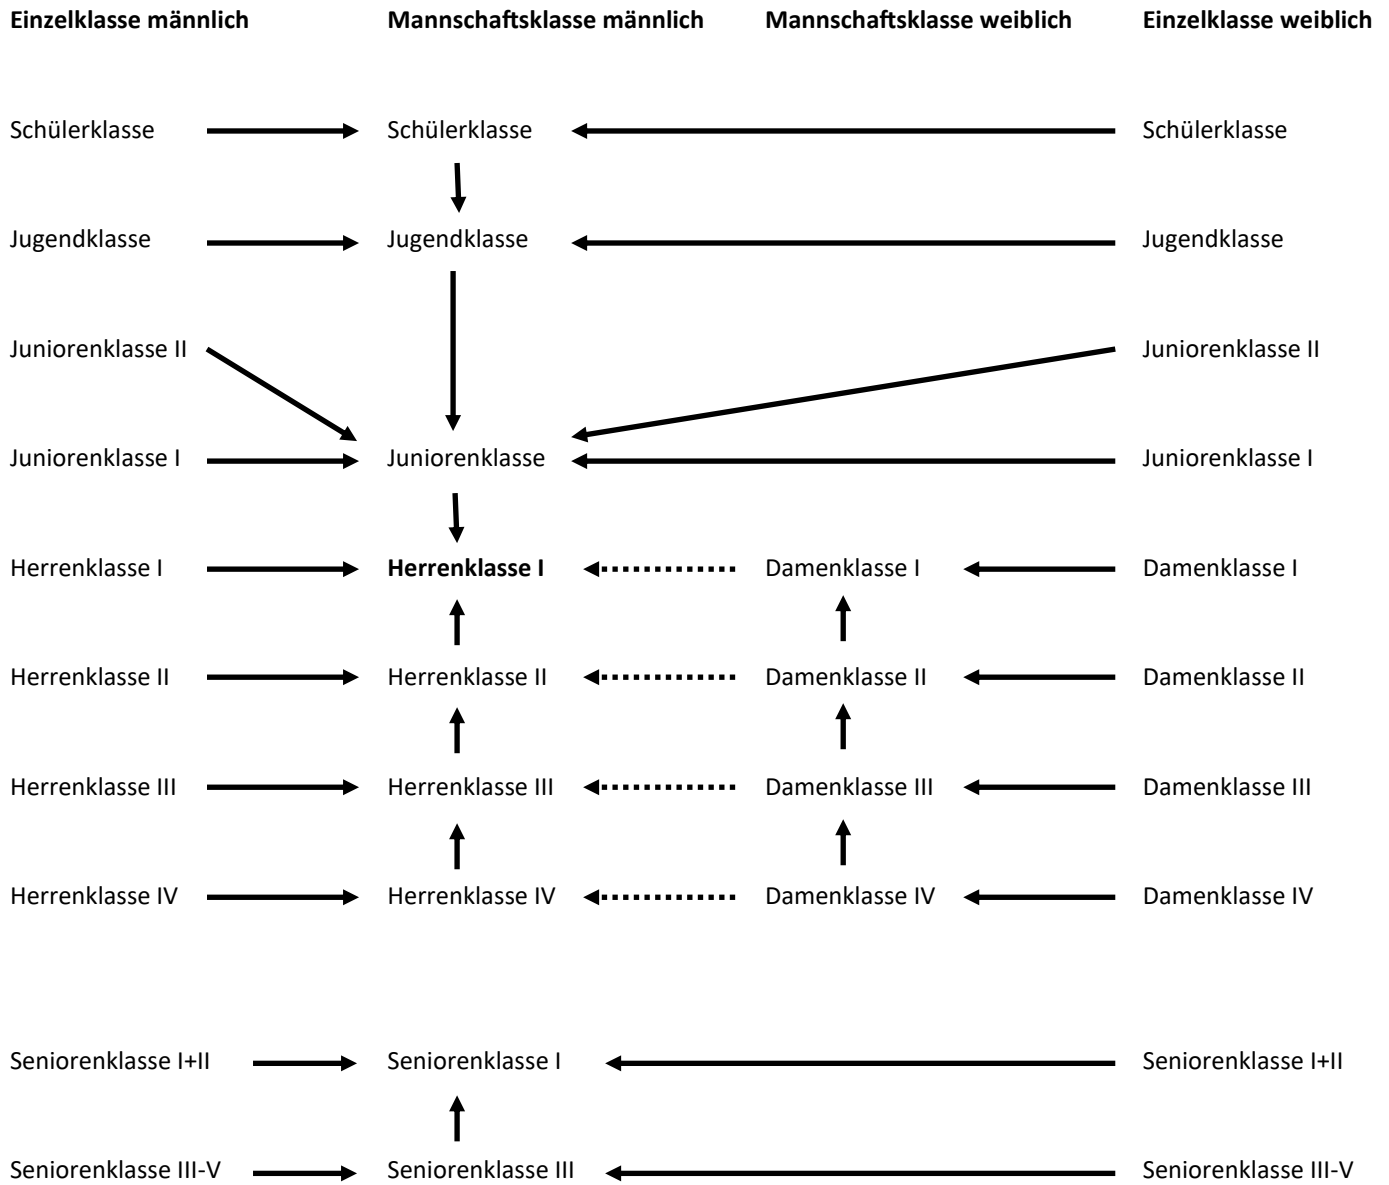 Einzelklasse männlich Mannschaftsklasse männlich Mannschaftsklasse weiblich Einzelklasse weiblich
Schülerklasse Schülerklasse Schülerklasse
Jugendklasse Jugendklasse Jugendklasse
Juniorenklasse II Juniorenklasse II
Juniorenklasse I Juniorenklasse Juniorenklasse I
Herrenklasse I Herrenklasse I Damenklasse I Damenklasse I
Herrenklasse II Herrenklasse II Damenklasse II Damenklasse II
Herrenklasse III Herrenklasse III Damenklasse III Damenklasse III
Herrenklasse IV Herrenklasse IV Damenklasse IV Damenklasse IV
Seniorenklasse I+II Seniorenklasse I Seniorenklasse I+II
Seniorenklasse III-V Seniorenklasse III Seniorenklasse III-V